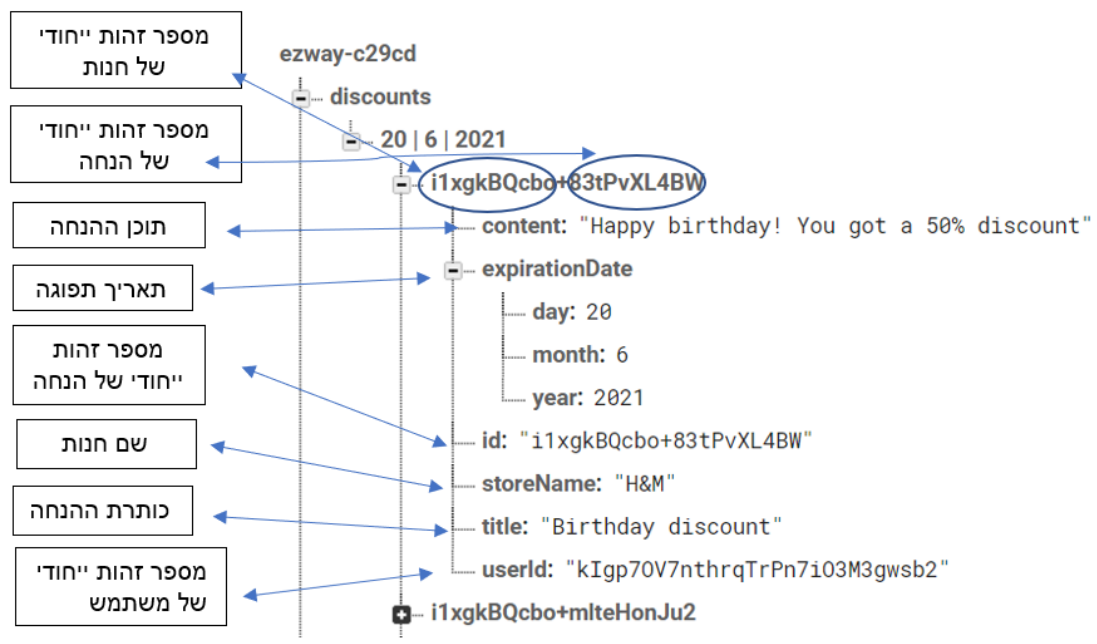 מספר זהות ייחודי
של חנות
מספר זהות ייחודי
של הנחה
תוכן ההנחה
תאריך תפוגה
מספר זהות
ייחודי של הנחה
שם חנות
כותרת ההנחה
מספר זהות ייחודי
של משתמש
ezway-c29cd
discounts
20 | 6 | 2021
i1xgkBQcbo+83tPvXL4BW
content: "Happy birthday! You got a 50% discount"
expirationDate
day: 20
month: 6
year: 2021
id: "i1xgkBQcbo+83tPvXL4BW"
storeName: "H&M"
title: "Birthday discount"
userId: "kIgp7OV7nthrqTrPn7iO3M3gwsb2"
i1xgkBQcbo+mlteHonJu2